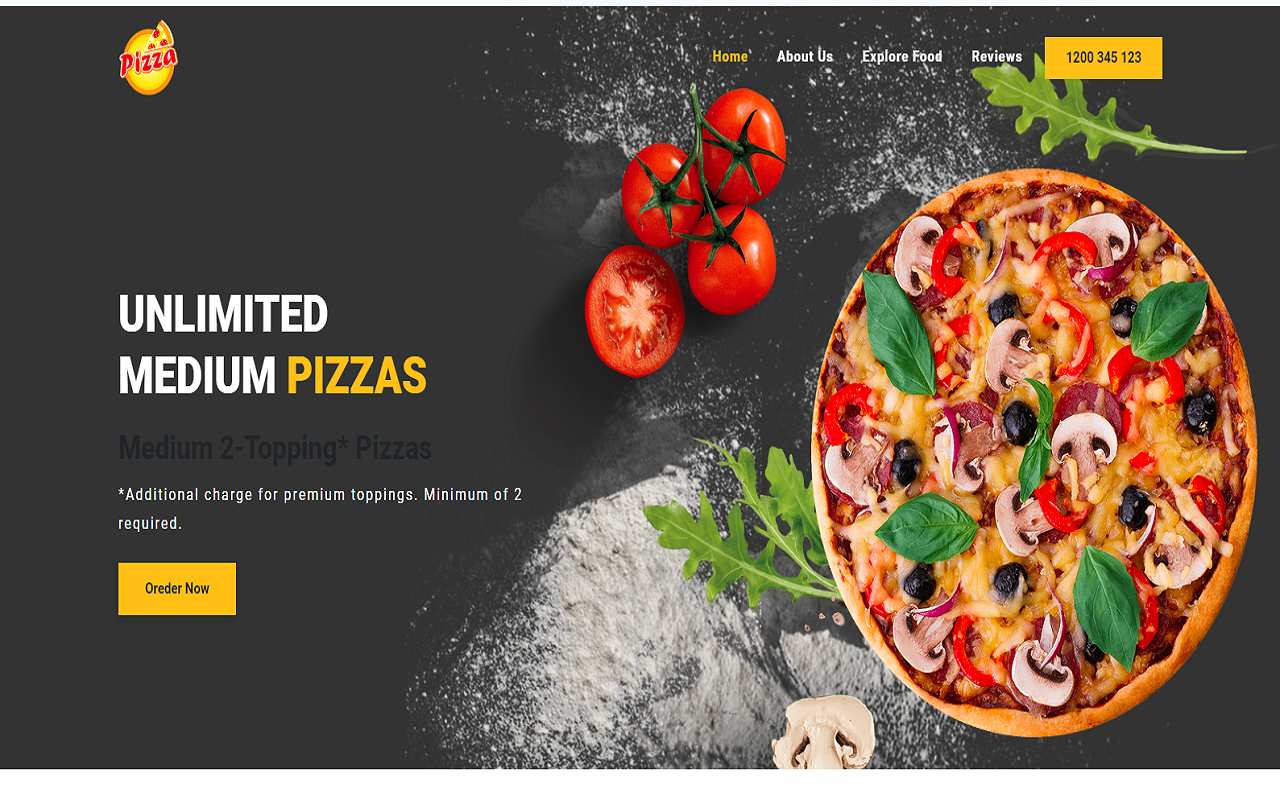 Pizza
Home About Us Explore Food Reviews 1200 345 123
UNLIMITED
MEDIUM PIZZAS
Medium 2-Topping* Pizzas
*Additional charge for premium toppings. Minimum of 2
required.
Oreder Now